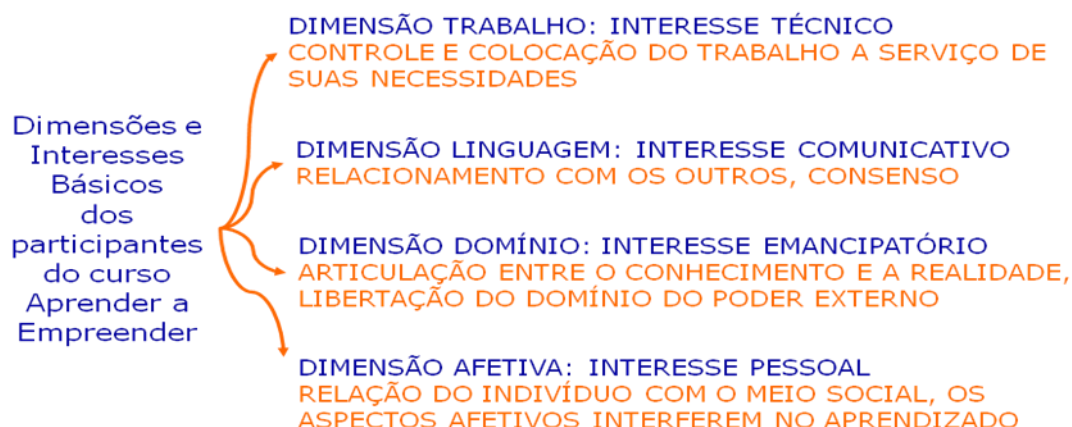 Dimensões e
Interesses
Básicos
dos
participantes
do curso
Aprender a
Empreender
DIMENSÃO TRABALHO: INTERESSE TÉCNICO
CONTROLE E COLOCAÇÃO DO TRABALHO A SERVIÇO DE
SUAS NECESSIDADES
DIMENSÃO LINGUAGEM: INTERESSE COMUNICATIVO
RELACIONAMENTO COM OS OUTROS, CONSENSO
DIMENSÃO DOMÍNIO: INTERESSE EMANCIPATÓRIO
ARTICULAÇÃO ENTRE O CONHECIMENTO E A REALIDADE,
LIBERTAÇÃO DO DOMÍNIO DO PODER EXTERNO
DIMENSÃO AFETIVA: INTERESSE PESSOAL
RELAÇÃO DO INDIVÍDUO COM O MEIO SOCIAL, OS
ASPECTOS AFETIVOS INTERFEREM NO APRENDIZADO